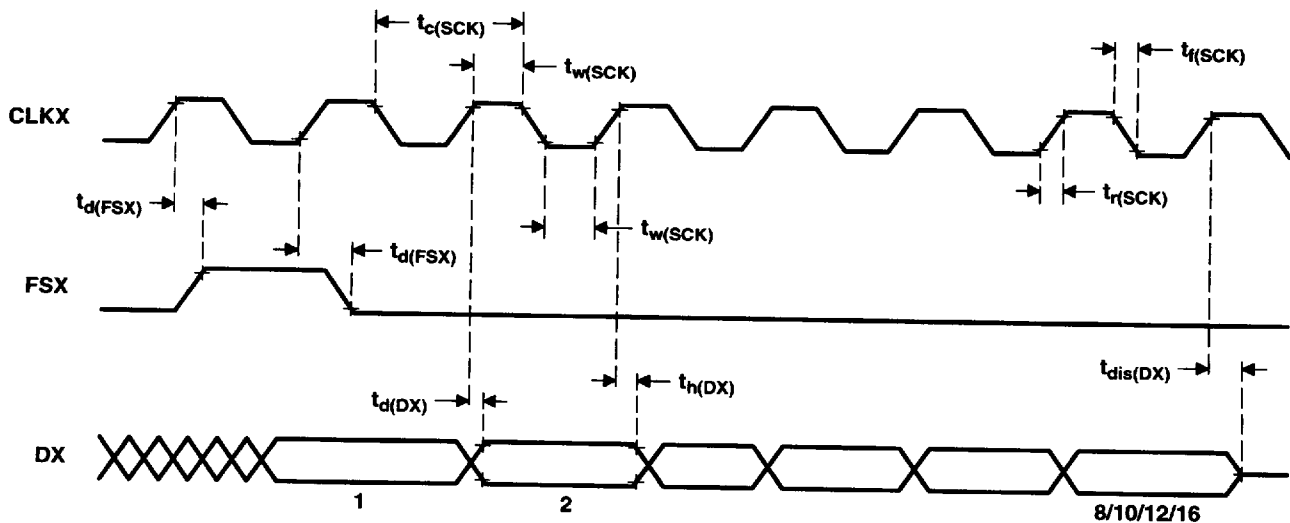 tc(SCK)
tw(SCK)
tf(SCK)
CLKX
td(FSX)
tr(SCK)
tw(SCK)
td(FSX)
FSX
tdis(DX)
th(DX)
td(DX)
DX
1
2
8/10/12/16